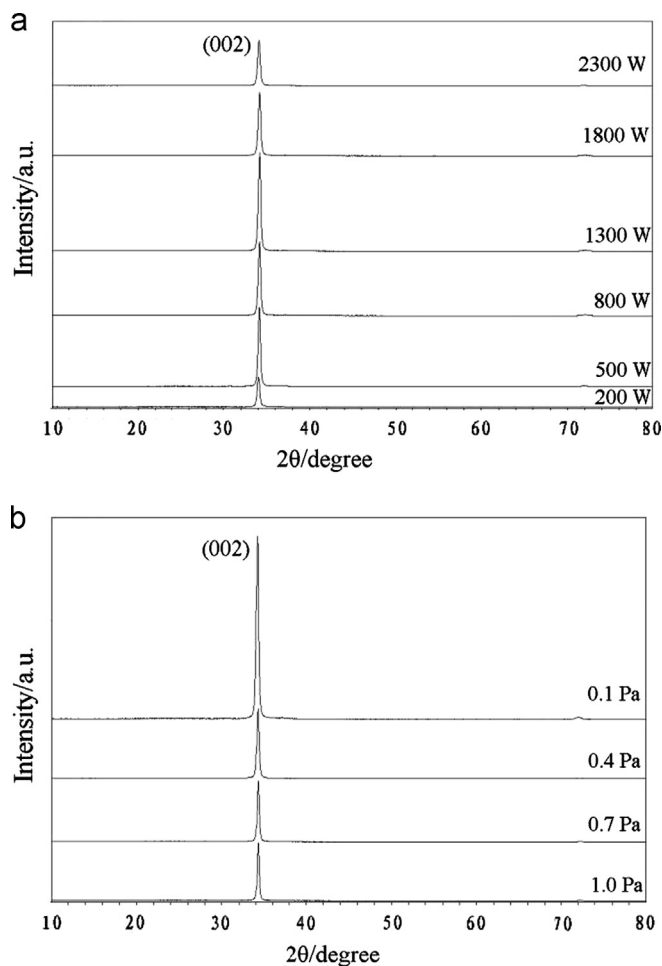 a
(002)
2300 W
1800 W
1300 W
800 W
500 W
200 W
Intensity/a.u.
10 20 30 40 50 60 70 80
2θ/degree
b
(002)
0.1 Pa
0.4 Pa
0.7 Pa
1.0 Pa
Intensity/a.u.
10 20 30 40 50 60 70 80
2θ/degree